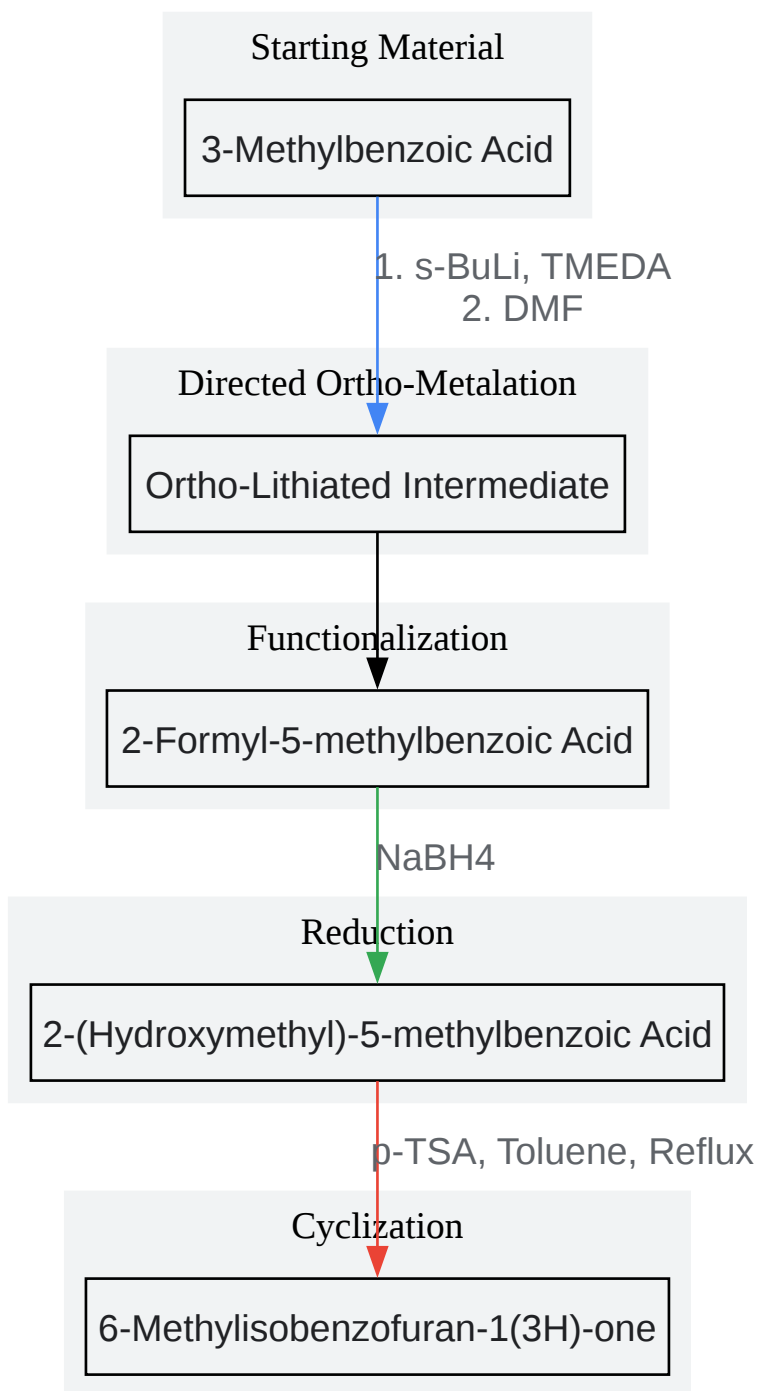 Starting Material
3-Methylbenzoic Acid
1. s-BuLi, TMEDA
2. DMF
Directed Ortho-Metalation
Ortho-Lithiated Intermediate
Functionalization
2-Formyl-5-methylbenzoic Acid
NaBH4
Reduction
2-(Hydroxymethyl)-5-methylbenzoic Acid
p-TSA, Toluene, Reflux
Cyclization
6-Methylisobenzofuran-1(3H)-one